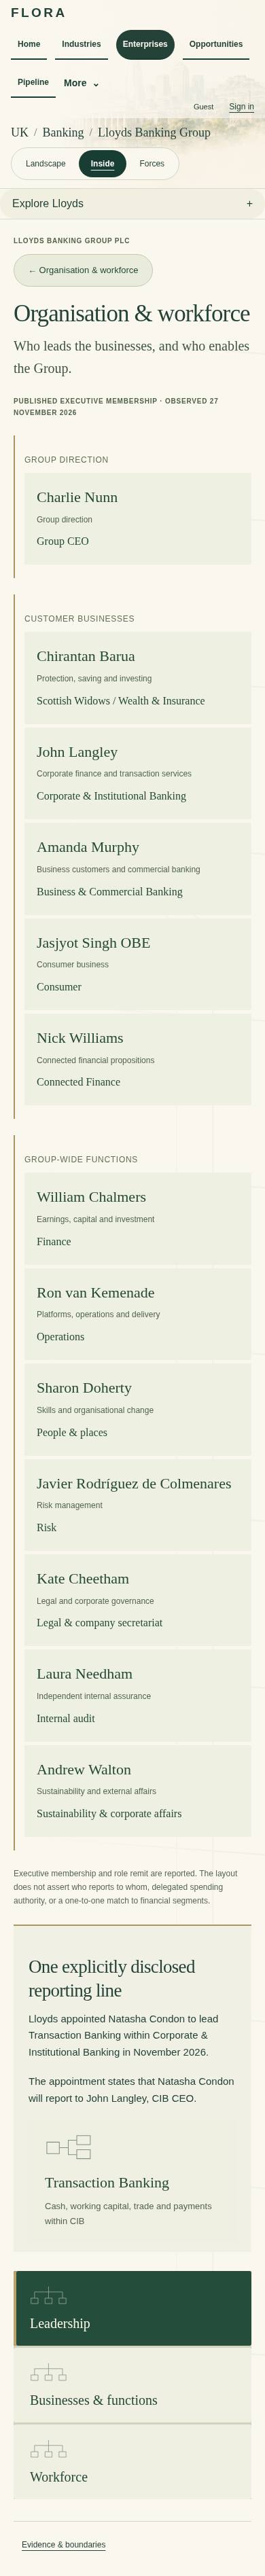 FLORA
Home
Industries
Enterprises
Opportunities
Pipeline
More ⌄
Guest
Sign in
UK / Banking / Lloyds Banking Group
Landscape
Inside
Forces
Explore Lloyds
+
LLOYDS BANKING GROUP PLC
← Organisation & workforce
Organisation & workforce
Who leads the businesses, and who enables
the Group.
PUBLISHED EXECUTIVE MEMBERSHIP · OBSERVED 27
NOVEMBER 2026
GROUP DIRECTION
Charlie Nunn
Group direction
Group CEO
CUSTOMER BUSINESSES
Chirantan Barua
Protection, saving and investing
Scottish Widows / Wealth & Insurance
John Langley
Corporate finance and transaction services
Corporate & Institutional Banking
Amanda Murphy
Business customers and commercial banking
Business & Commercial Banking
Jasjyot Singh OBE
Consumer business
Consumer
Nick Williams
Connected financial propositions
Connected Finance
GROUP-WIDE FUNCTIONS
William Chalmers
Earnings, capital and investment
Finance
Ron van Kemenade
Platforms, operations and delivery
Operations
Sharon Doherty
Skills and organisational change
People & places
Javier Rodríguez de Colmenares
Risk management
Risk
Kate Cheetham
Legal and corporate governance
Legal & company secretariat
Laura Needham
Independent internal assurance
Internal audit
Andrew Walton
Sustainability and external affairs
Sustainability & corporate affairs
Executive membership and role remit are reported. The layout
does not assert who reports to whom, delegated spending
authority, or a one-to-one match to financial segments.
One explicitly disclosed
reporting line
Lloyds appointed Natasha Condon to lead
Transaction Banking within Corporate &
Institutional Banking in November 2026.
The appointment states that Natasha Condon
will report to John Langley, CIB CEO.
Transaction Banking
Cash, working capital, trade and payments
within CIB
Leadership
Businesses & functions
Workforce
Evidence & boundaries